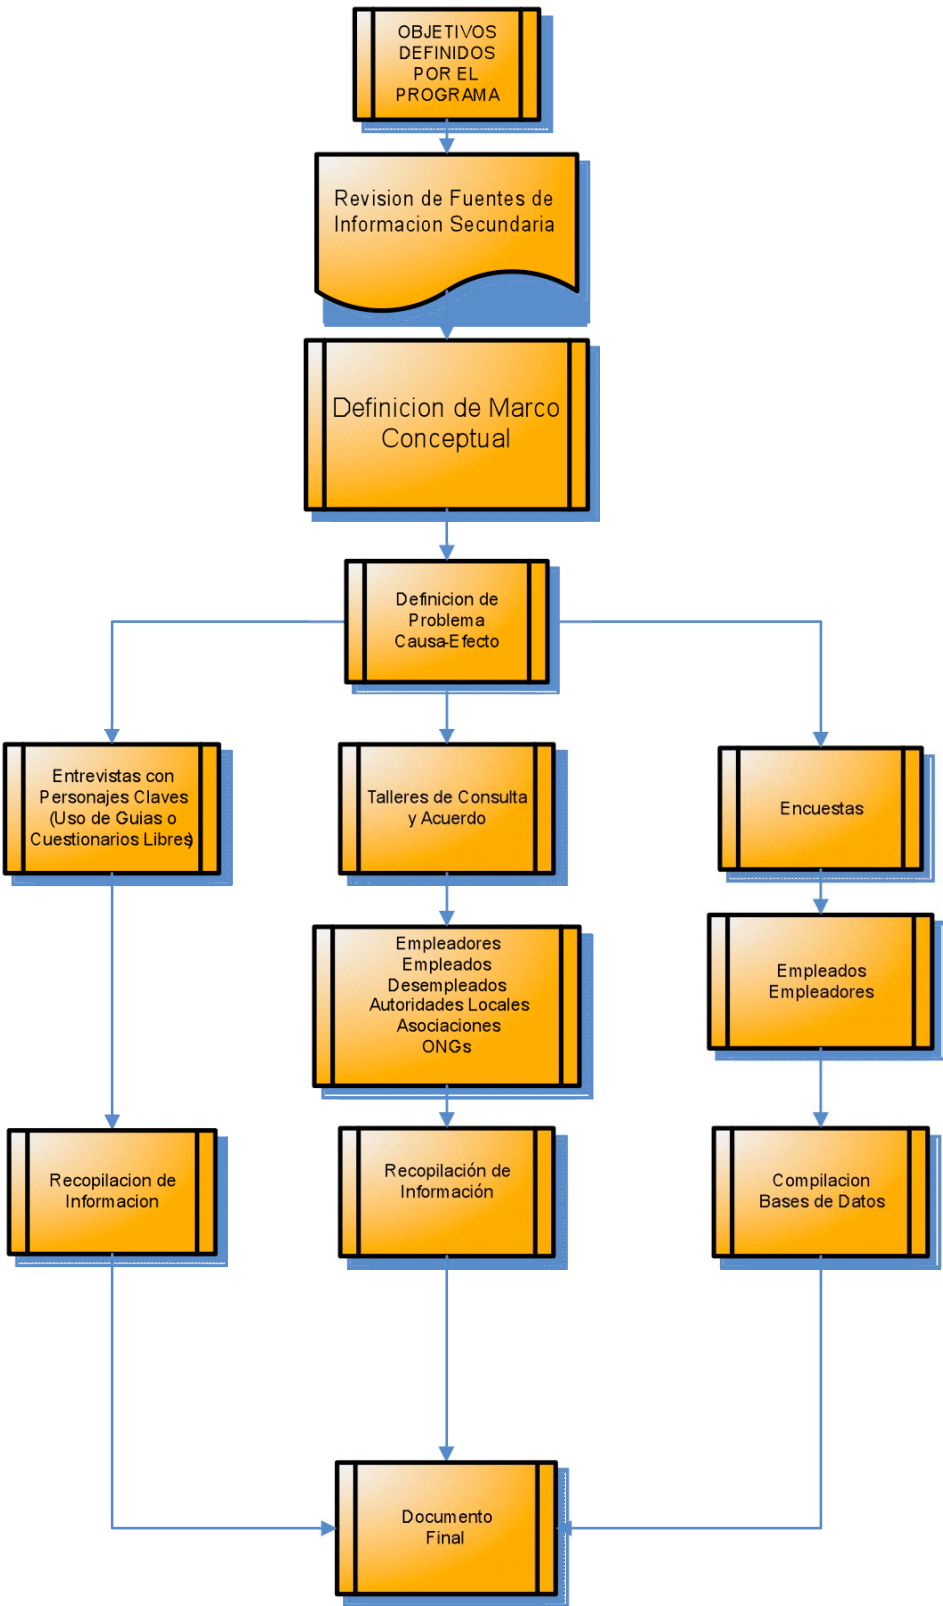 OBJETIVOS
DEFINIDOS
POR EL
PROGRAMA
Revision de Fuentes de
Informacion Secundaria
Definicion de Marco
Conceptual
Definicion de
Problema
Causa-Efecto
Entrevistas con
Personajes Claves
(Uso de Guias o
Cuestionarios Libres)
Talleres de Consulta
y Acuerdo
Encuestas
Empleadores
Empleados
Desempleados
Autoridades Locales
Asociaciones
ONGs
Empleados
Empleadores
Recopilacion de
Informacion
Recopilación de
Información
Compilacion
Bases de Datos
Documento
Final